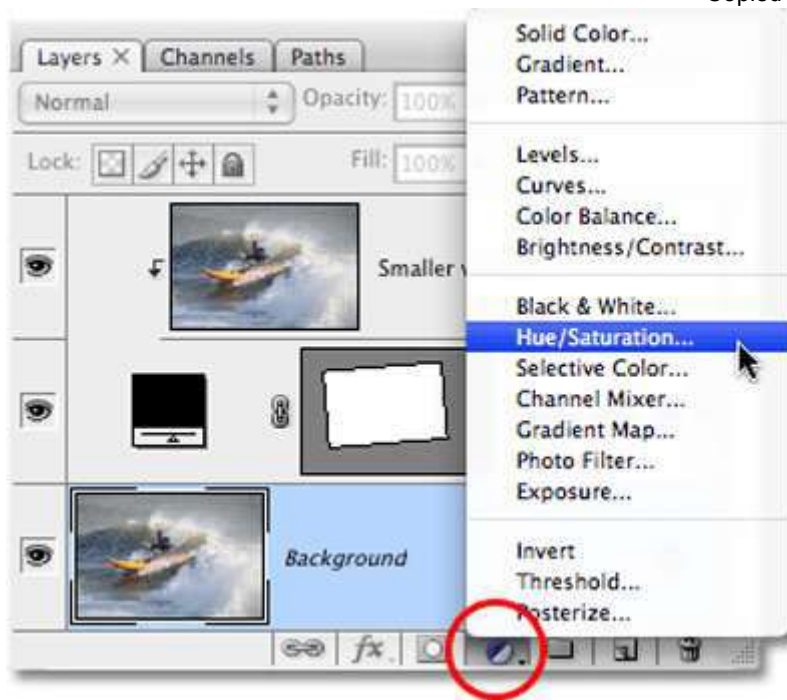 Layers × Channels Paths
Normal Opacity: 100%
Lock: Fill: 100%
Smaller
Background
fx
Solid Color...
Gradient...
Pattern...
Levels...
Curves...
Color Balance...
Brightness/Contrast...
Black & White...
Hue/Saturation...
Selective Color...
Channel Mixer...
Gradient Map...
Photo Filter...
Exposure...
Invert
Threshold...
Posterize...